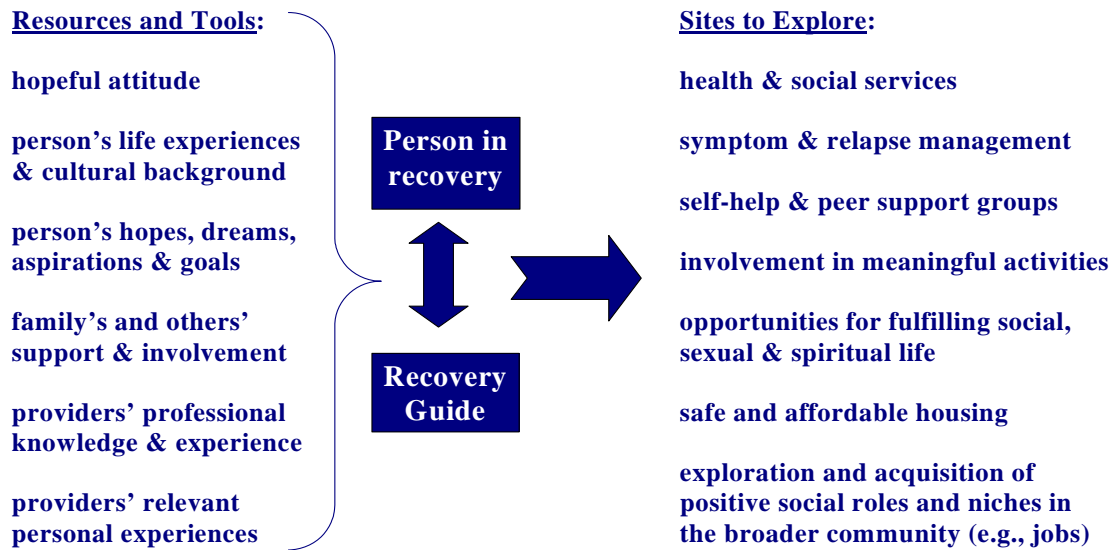 Resources and Tools:
hopeful attitude
person’s life experiences
& cultural background
person’s hopes, dreams,
aspirations & goals
family’s and others’
support & involvement
providers’ professional
knowledge & experience
providers’ relevant
personal experiences
Person in
recovery
Recovery
Guide
Sites to Explore:
health & social services
symptom & relapse management
self-help & peer support groups
involvement in meaningful activities
opportunities for fulfilling social,
sexual & spiritual life
safe and affordable housing
exploration and acquisition of
positive social roles and niches in
the broader community (e.g., jobs)